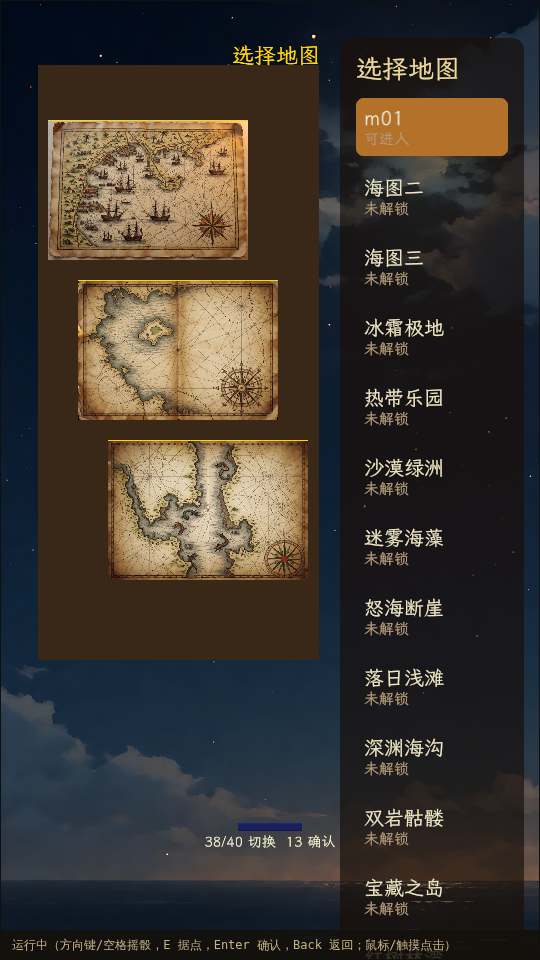 选择地图
选择地图
m01
可进入
海图二
未解锁
海图三
未解锁
冰霜极地
未解锁
热带乐园
未解锁
沙漠绿洲
未解锁
迷雾海藻
未解锁
怒海断崖
未解锁
落日浅滩
未解锁
深渊海沟
未解锁
双岩骷髅
未解锁
宝藏之岛
未解锁
38/40 切换  13 确认
运行中（方向键/空格摇骰，E 据点，Enter 确认，Back 返回；鼠标/触摸点击）